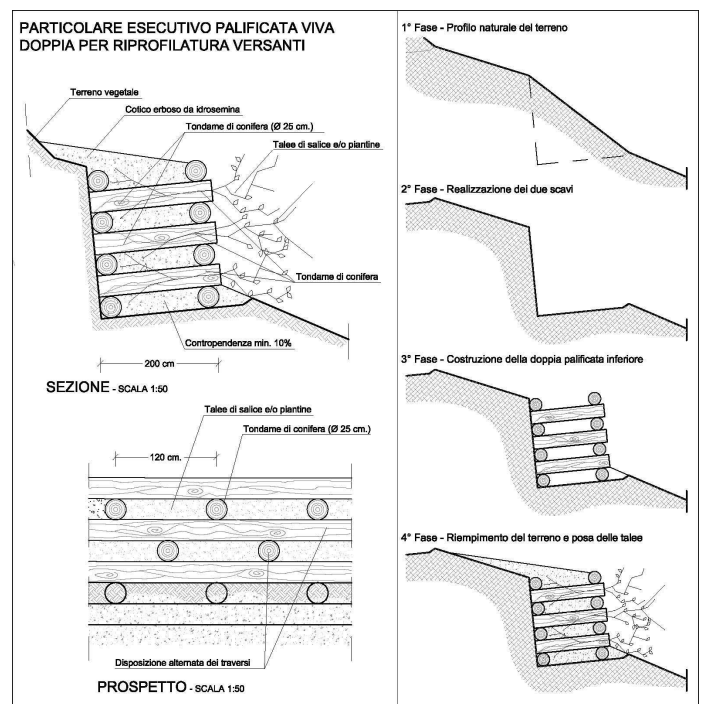 PARTICOLARE ESECUTIVO PALIFICATA VIVA
DOPPIA PER RIPROFILATURA VERSANTI
Terreno vegetale
Cotico erboso da idrosemina
Tondame di conifera (Ø 25 cm.)
Talee di salice e/o piantine
Tondame di conifera
Contropendenza min. 10%
200 cm
SEZIONE - SCALA 1:50
Talee di salice e/o piantine
Tondame di conifera (Ø 25 cm.)
120 cm.
Disposizione alternata dei traversi
PROSPETTO - SCALA 1:50
1° Fase - Profilo naturale del terreno
2° Fase - Realizzazione dei due scavi
3° Fase - Costruzione della doppia palificata inferiore
4° Fase - Riempimento del terreno e posa delle talee